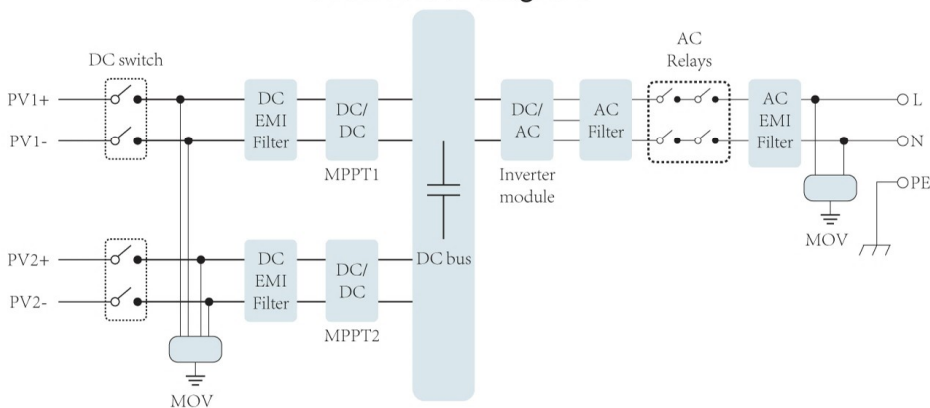 DC switch
AC
Relays
PV1+
PV1-
DC
EMI
Filter
DC/
DC
MPPT1
DC/
AC
Inverter
module
AC
Filter
AC
EMI
Filter
L
N
PE
MOV
PV2+
PV2-
DC
EMI
Filter
DC/
DC
MPPT2
DC bus
MOV